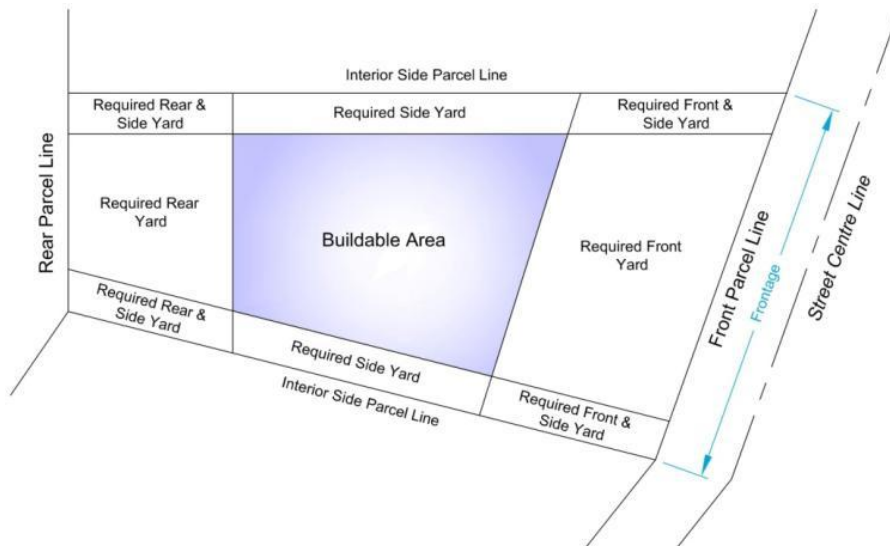 Interior Side Parcel Line
Required Rear &
Side Yard
Required Side Yard
Required Front &
Side Yard
Rear Parcel Line
Required Rear
Yard
Buildable Area
Required Front
Yard
Front Parcel Line
Frontage
Street Centre Line
Required Rear &
Side Yard
Required Side Yard
Interior Side Parcel Line
Required Front &
Side Yard